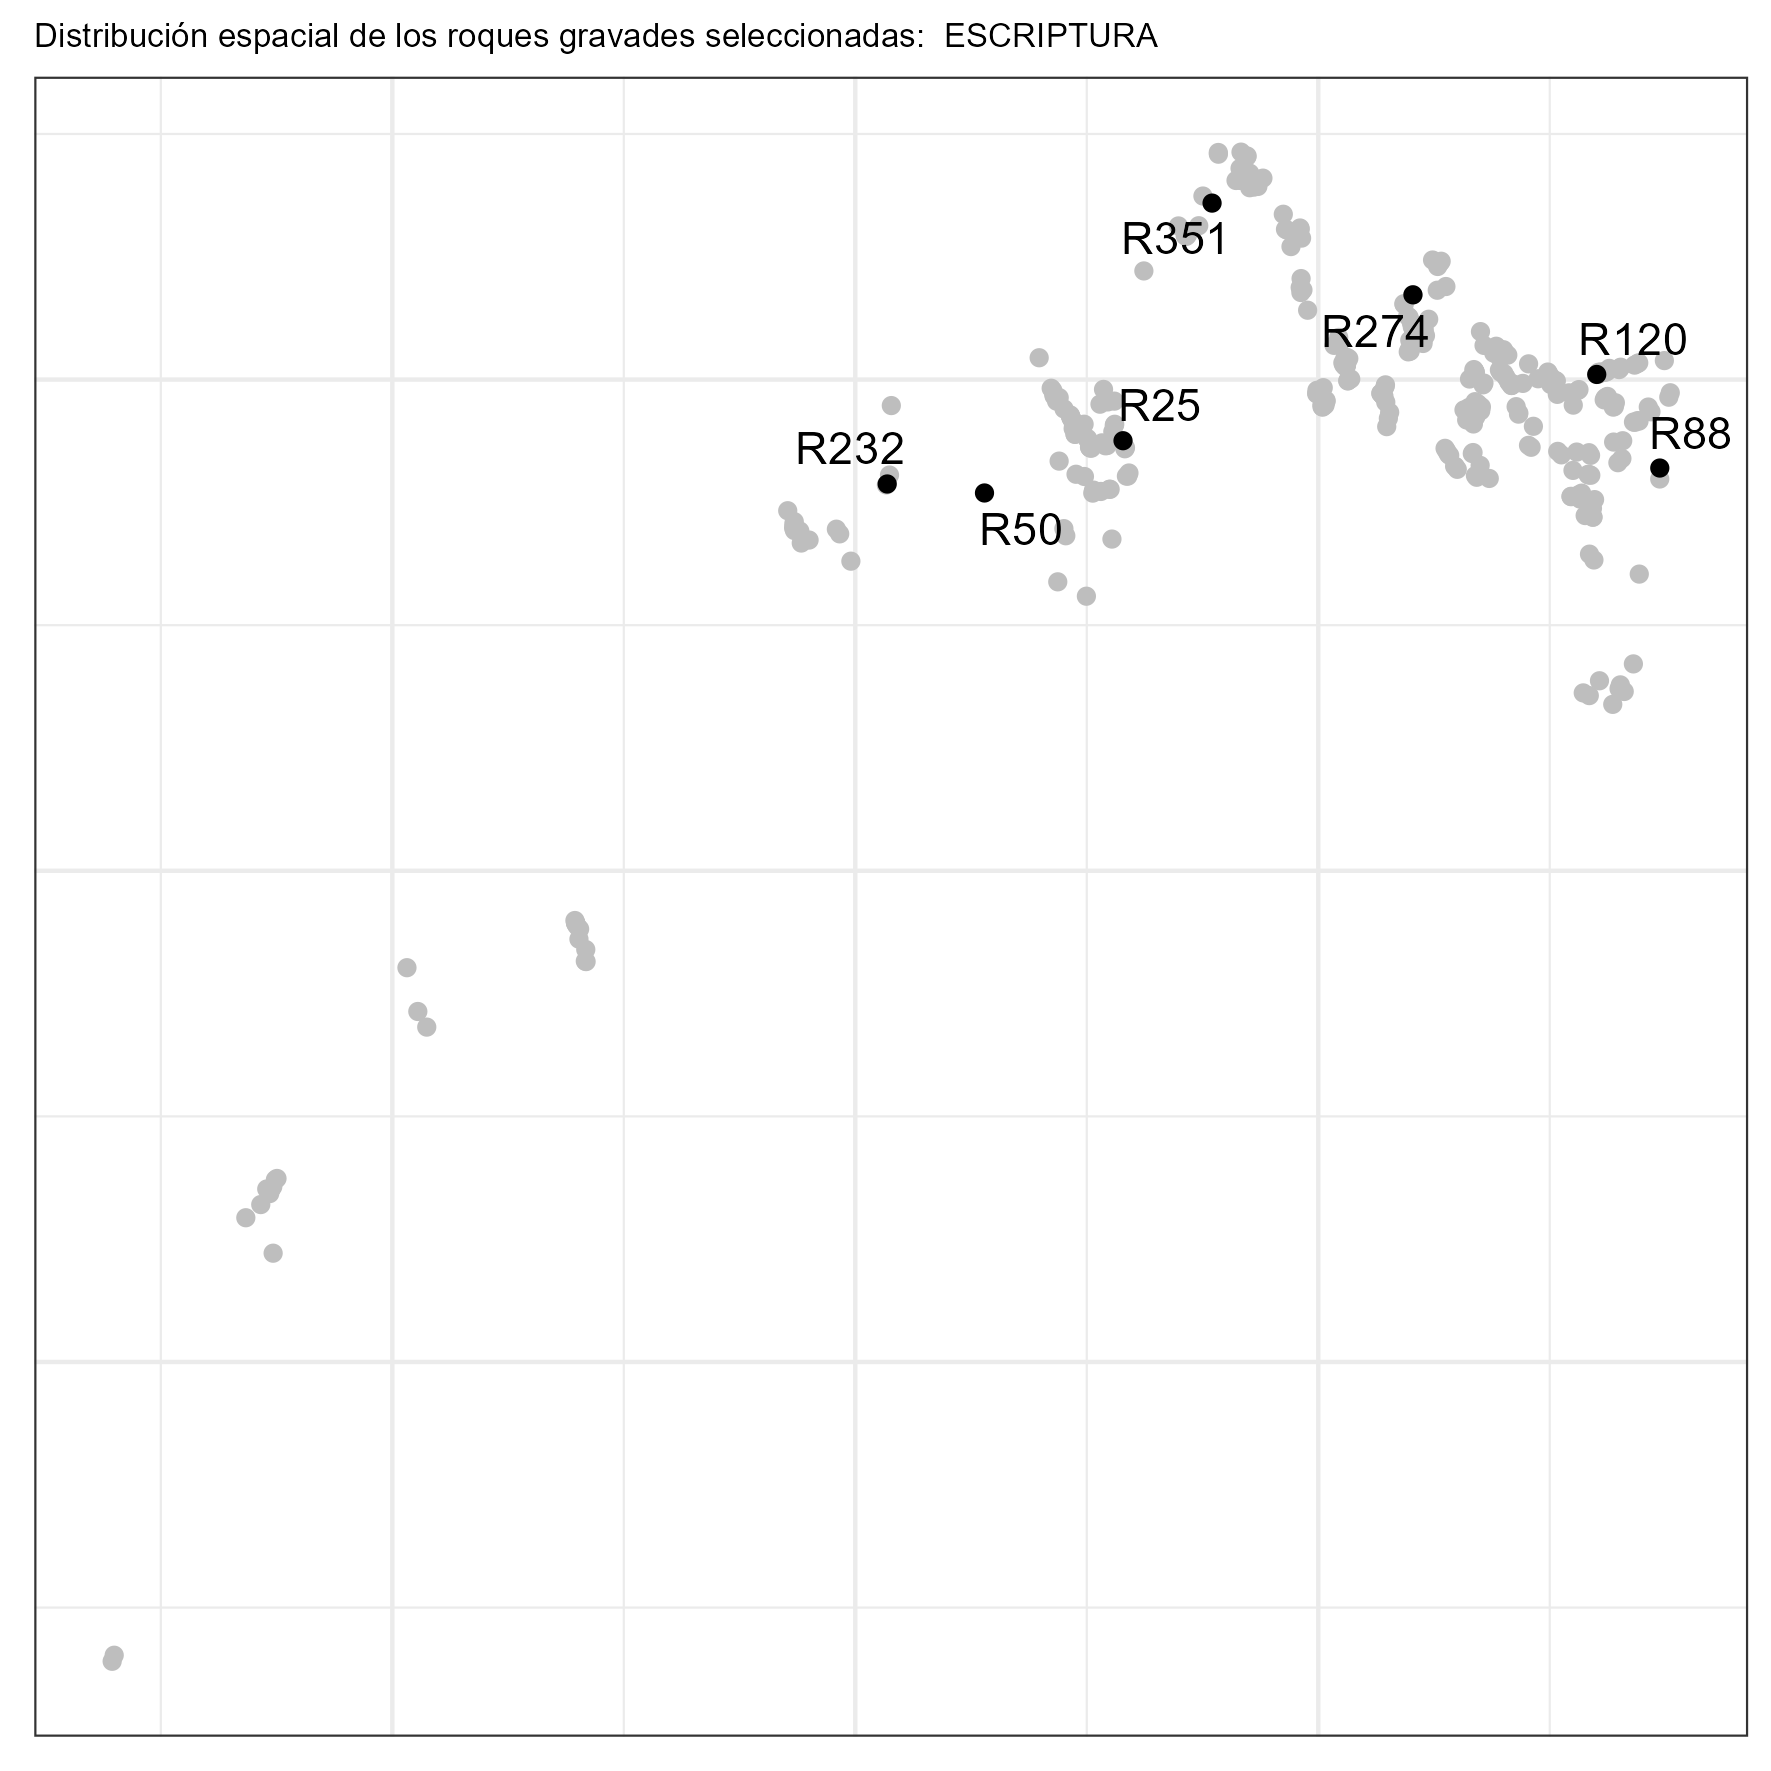 Distribución espacial de los roques gravades seleccionadas:  ESCRIPTURA
R351
R274
R120
R25
R88
R232
R50